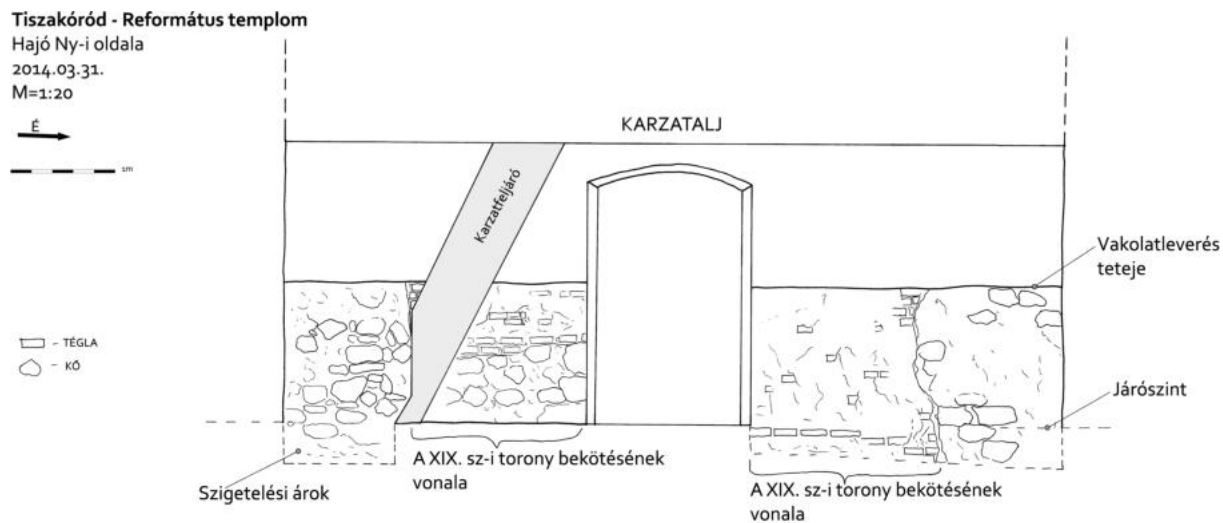 Tiszakóród - Református templom
Hajó Ny-i oldala
2014.03.31.
M=1:20
É
1m
KARZATALJ
Karzatfeljáró
Vakolatleverés
teteje
- TÉGLA
- KŐ
Járószint
Szigetelési árok
A XIX. sz-i torony bekötésének
vonala
A XIX. sz-i torony bekötésének
vonala